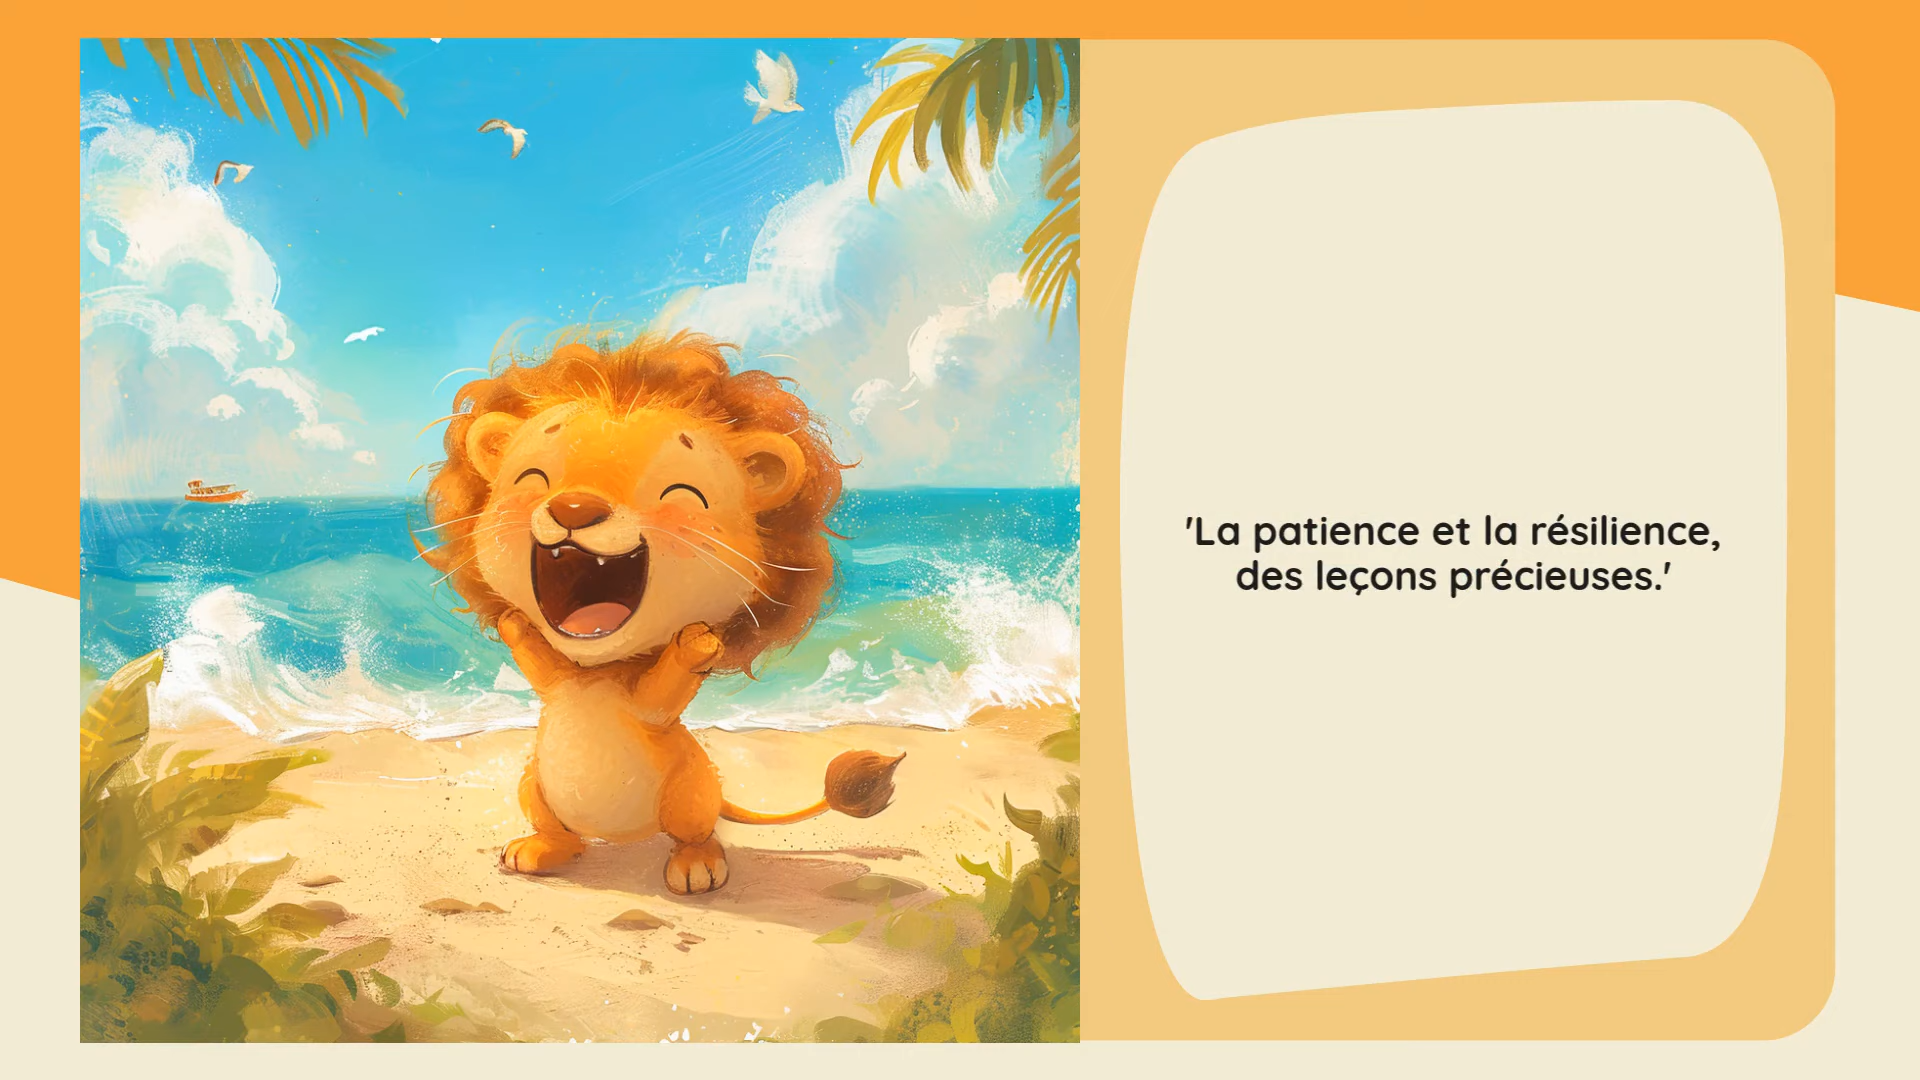 'La patience et la résilience,
des leçons précieuses.'